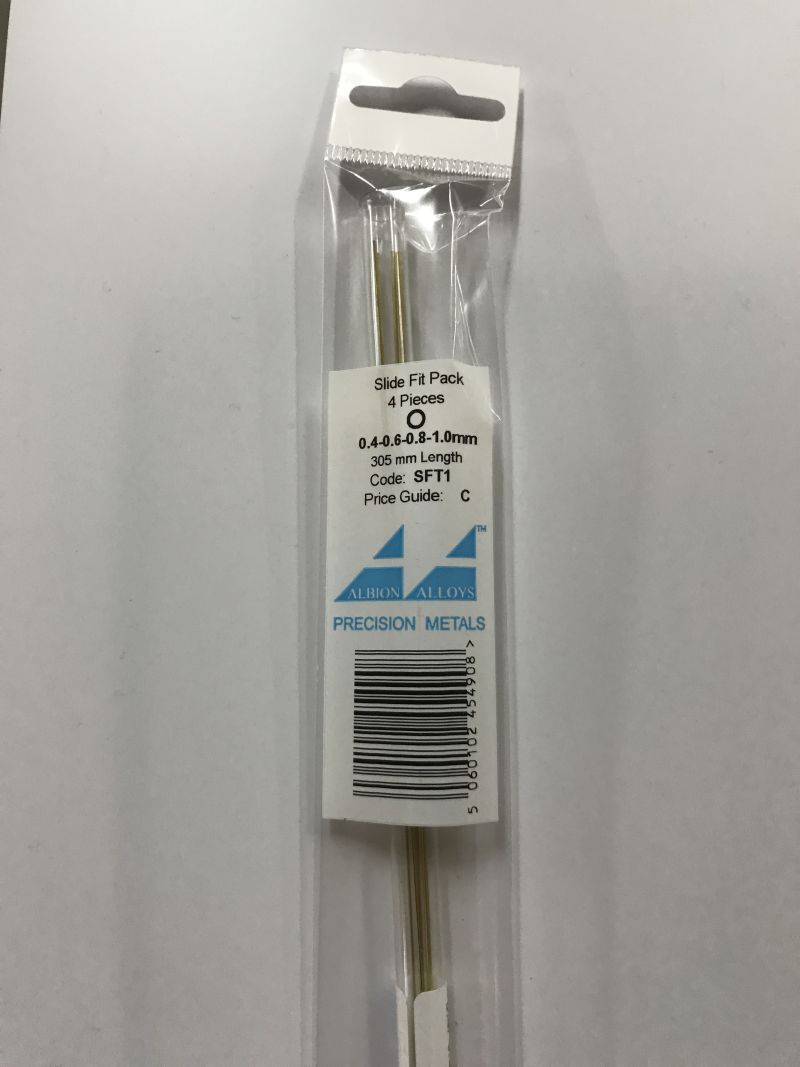 Slide Fit Pack
4 Pieces
0.4-0.6-0.8-1.0mm
305 mm Length
Code: SFT1
Price Guide: C
TM
ALBION ALLOYS
PRECISION METALS
5 060102 454908 >